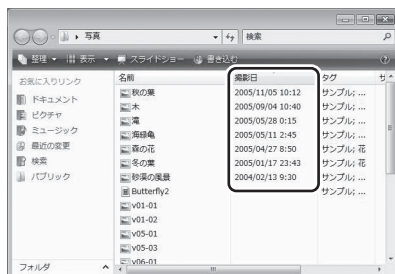 写真
検索
整理 表示 スライドショー 書き込む
お気に入りリンク
ドキュメント
ピクチャ
ミュージック
最近の変更
検索
パブリック
フォルダ
名前 撮影日 タグ サ
秋の葉 2005/11/05 10:12 サンプル; ...
木 2005/09/04 10:40 サンプル; ...
滝 2005/05/28 0:15 サンプル; ...
海緑亀 2005/05/11 2:45 サンプル; ...
森の花 2005/04/27 8:50 サンプル; 花
冬の葉 2005/01/17 23:43 サンプル; 花
砂漠の風景 2004/02/13 9:30 サンプル; ...
Butterfly2
v01-01
v01-02
v05-01
v05-03
v06-01